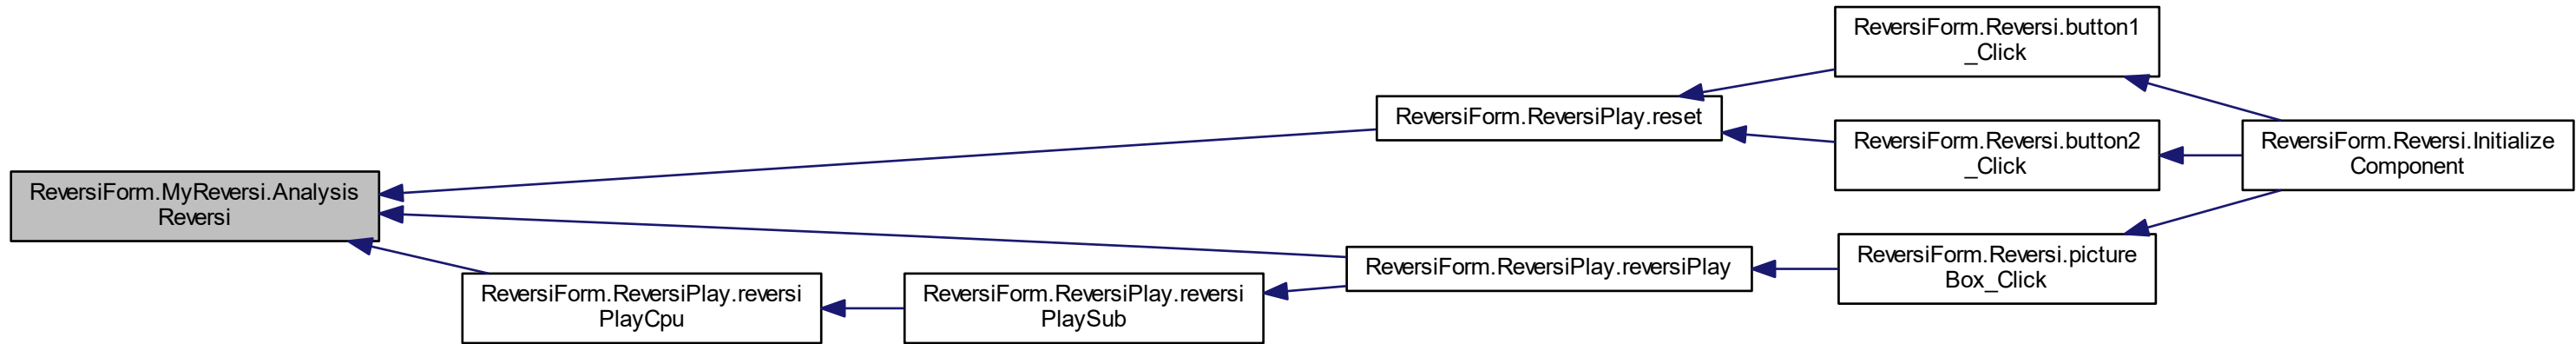 ReversiForm.MyReversi.Analysis
Reversi
ReversiForm.ReversiPlay.reversi
PlayCpu
ReversiForm.ReversiPlay.reversi
PlaySub
ReversiForm.ReversiPlay.reset
ReversiForm.ReversiPlay.reversiPlay
ReversiForm.Reversi.button1
_Click
ReversiForm.Reversi.button2
_Click
ReversiForm.Reversi.picture
Box_Click
ReversiForm.Reversi.Initialize
Component